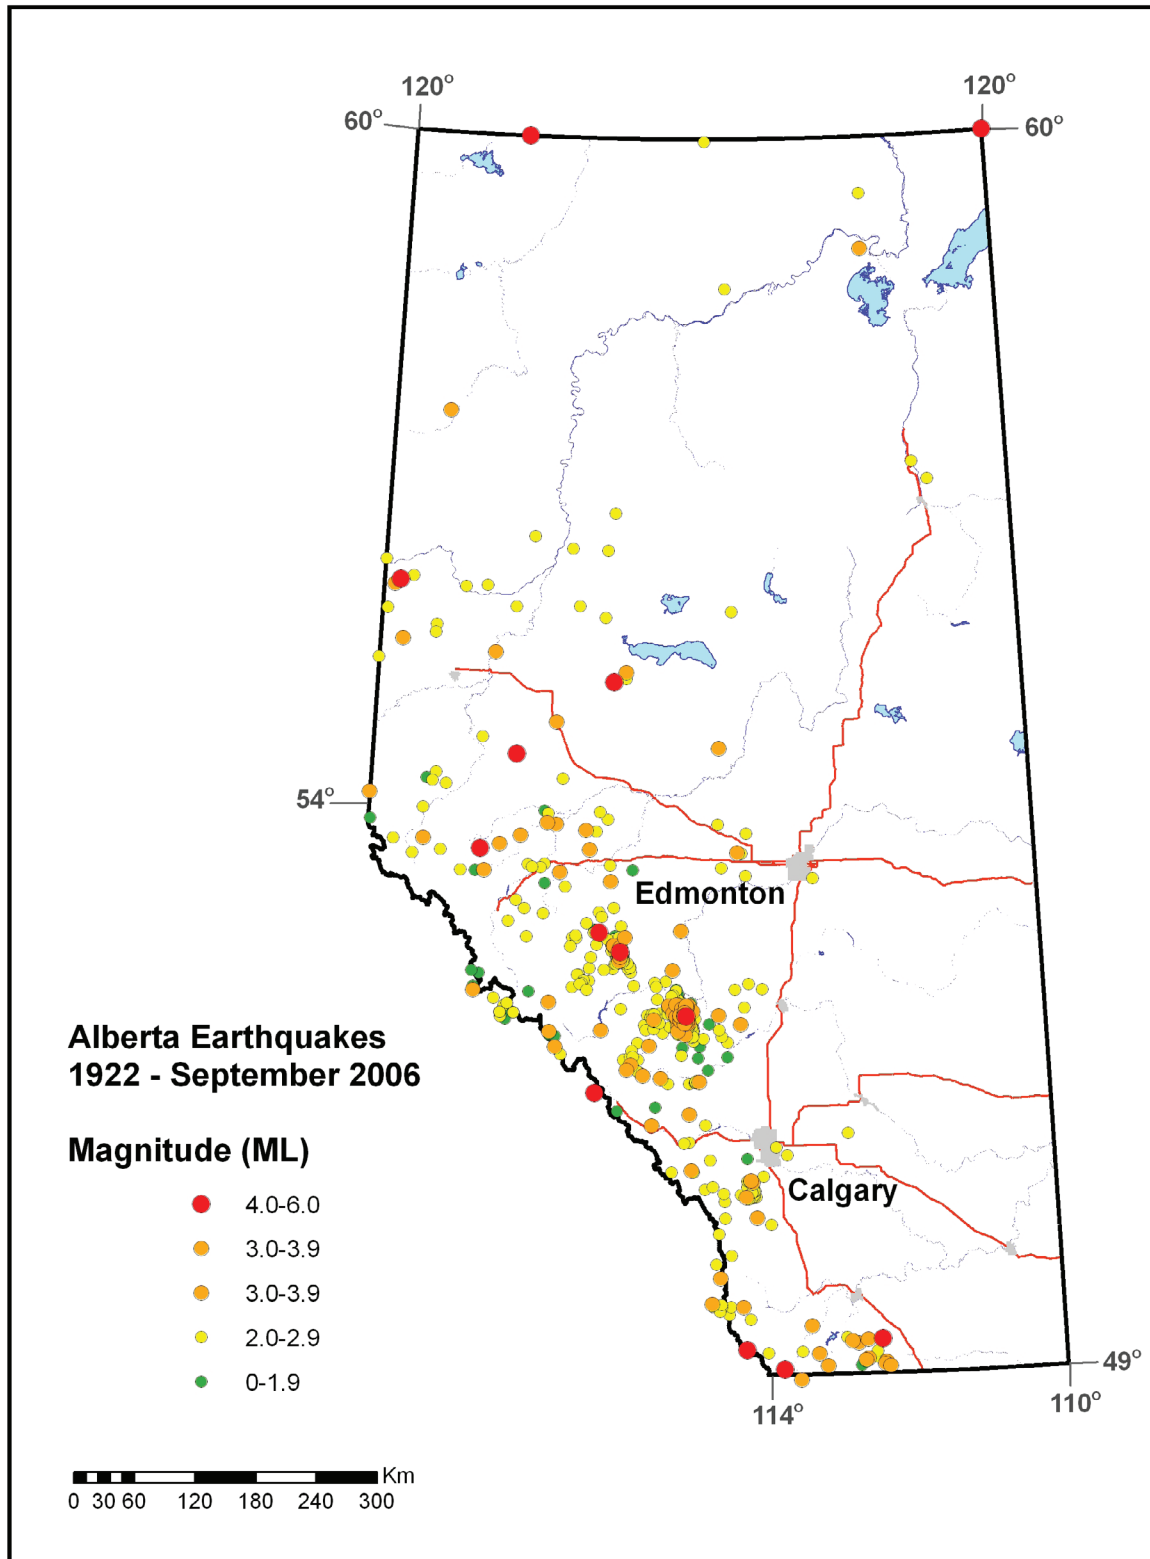 120°
120°
60°
60°
54°
Edmonton
Alberta Earthquakes
1922 - September 2006
Magnitude (ML)
Calgary
4.0-6.0
3.0-3.9
3.0-3.9
2.0-2.9
0-1.9
49°
114°
110°
Km
0 30 60 120 180 240 300